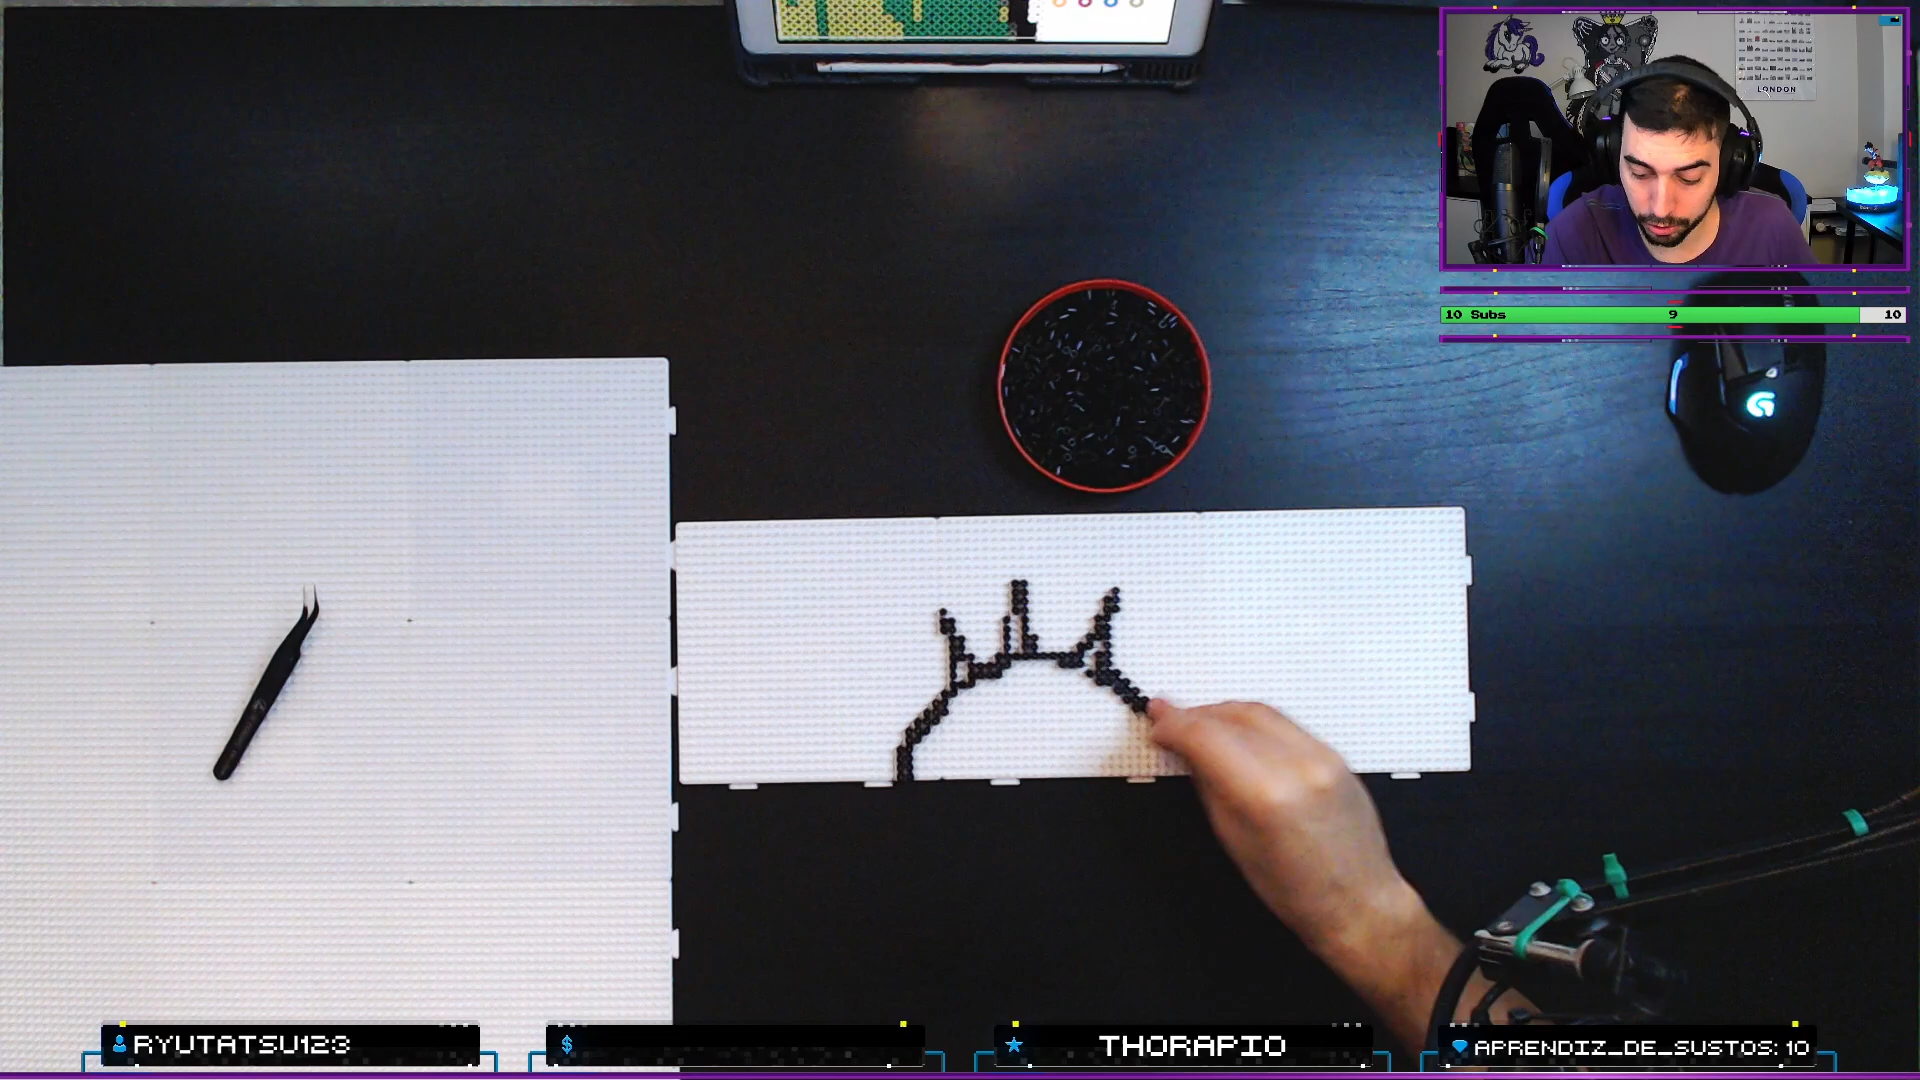 LONDON
10 Subs 9 10
RYUTATSU123
$
THORAPIO
APRENDIZ_DE_SUSTOS: 10